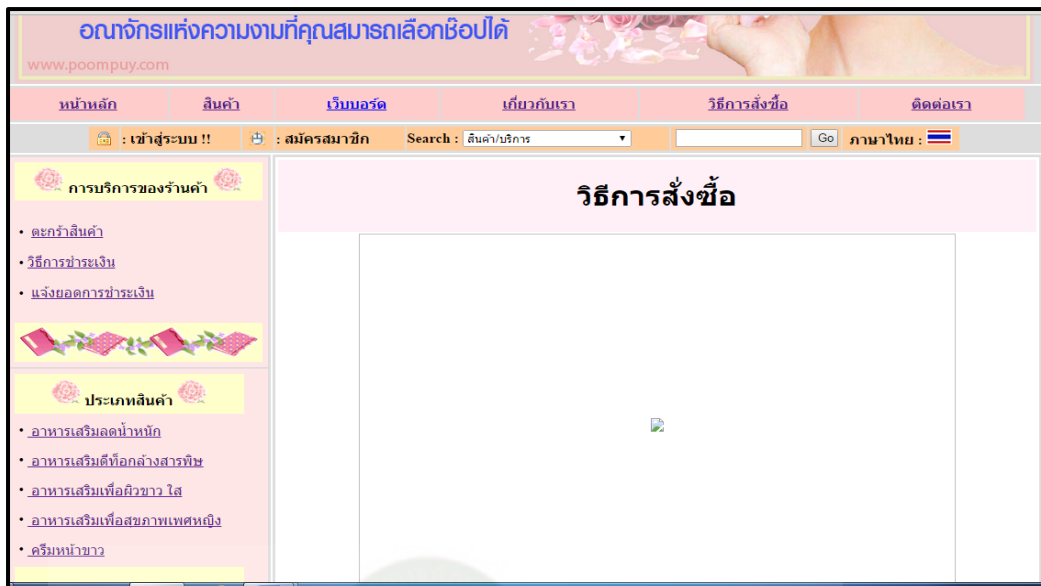 อณาจักรแห่งความงามที่คุณสมารถเลือกช๊อปได้
www.poompuy.com
หน้าหลัก สินค้า เว็บบอร์ด เกี่ยวกับเรา วิธีการสั่งซื้อ ติดต่อเรา
: เข้าสู่ระบบ !! : สมัครสมาชิก Search : สินค้า/บริการ Go ภาษาไทย :
การบริการของร้านค้า
วิธีการสั่งซื้อ
• ตะกร้าสินค้า
• วิธีการชำระเงิน
• แจ้งยอดการชำระเงิน
ประเภทสินค้า
• อาหารเสริมลดน้ำหนัก
• อาหารเสริมดีท็อกล้างสารพิษ
• อาหารเสริมเพื่อผิวขาว ใส
• อาหารเสริมเพื่อสุขภาพเพศหญิง
• ครีมหน้าขาว